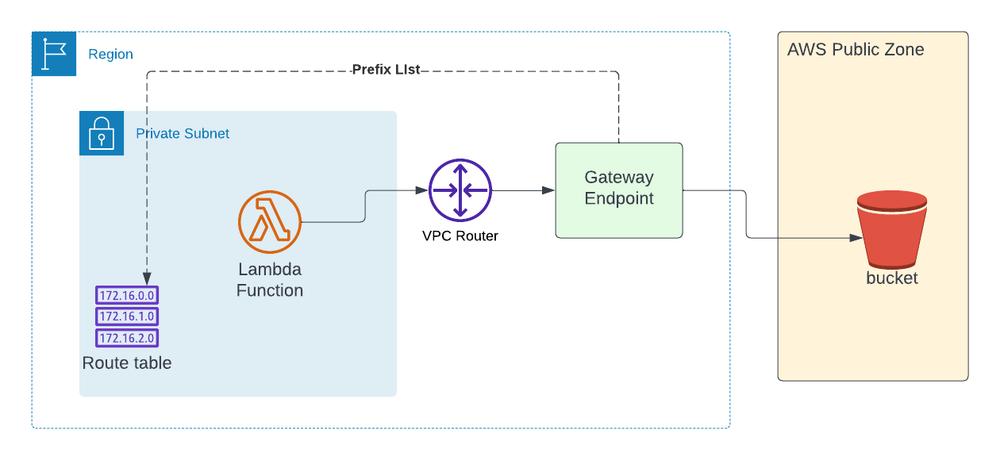 Region
AWS Public Zone
Prefix LIst
Private Subnet
Gateway
Endpoint
VPC Router
Lambda
Function
bucket
172.16.0.0
172.16.1.0
172.16.2.0
Route table